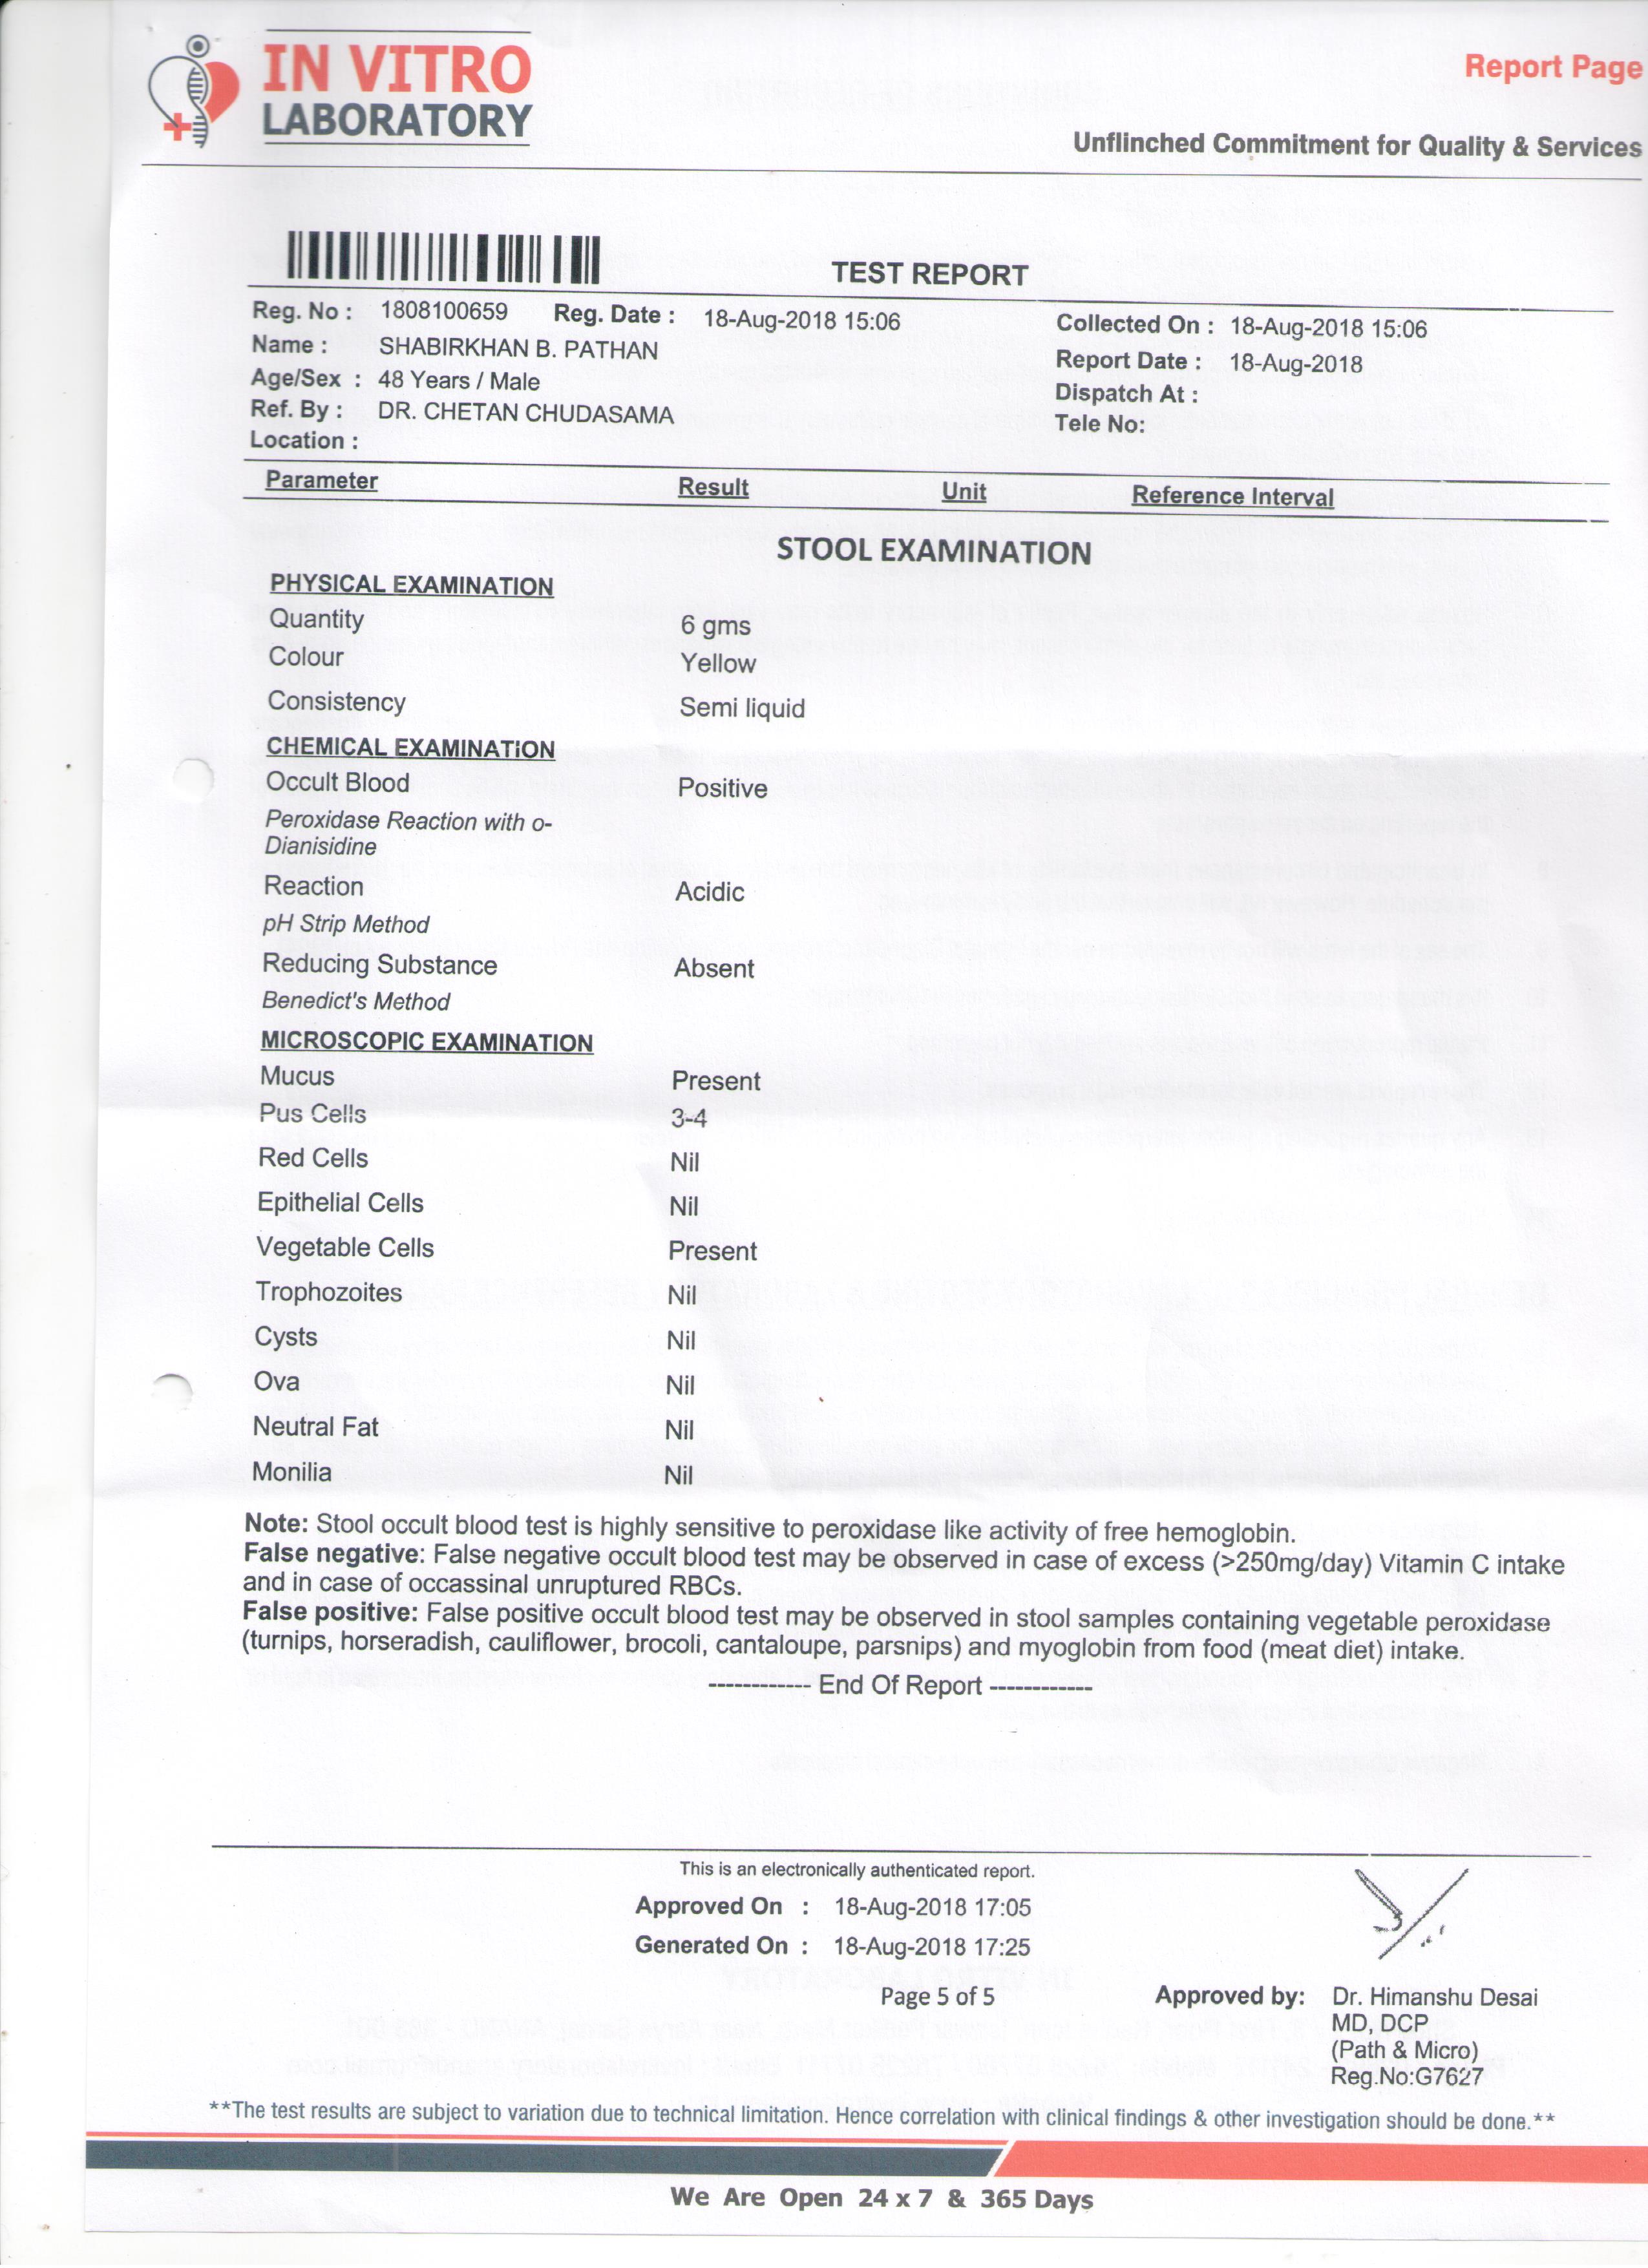 IN VITRO
LABORATORY
Report Page
Unflinched Commitment for Quality & Services
TEST REPORT
Reg. No : 1808100659 Reg. Date : 18-Aug-2018 15:06 Collected On : 18-Aug-2018 15:06
Name : SHABIRKHAN B. PATHAN Report Date : 18-Aug-2018
Age/Sex : 48 Years / Male Dispatch At :
Ref. By : DR. CHETAN CHUDASAMA Tele No:
Location :
Parameter Result Unit Reference Interval
STOOL EXAMINATION
PHYSICAL EXAMINATION
Quantity 6 gms
Colour Yellow
Consistency Semi liquid
CHEMICAL EXAMINATION
Occult Blood Positive
Peroxidase Reaction with o-
Dianisidine
Reaction Acidic
pH Strip Method
Reducing Substance Absent
Benedict's Method
MICROSCOPIC EXAMINATION
Mucus Present
Pus Cells 3-4
Red Cells Nil
Epithelial Cells Nil
Vegetable Cells Present
Trophozoites Nil
Cysts Nil
Ova Nil
Neutral Fat Nil
Monilia Nil
Note: Stool occult blood test is highly sensitive to peroxidase like activity of free hemoglobin.
False negative: False negative occult blood test may be observed in case of excess (>250mg/day) Vitamin C intake
and in case of occassinal unruptured RBCs.
False positive: False positive occult blood test may be observed in stool samples containing vegetable peroxidase
(turnips, horseradish, cauliflower, brocoli, cantaloupe, parsnips) and myoglobin from food (meat diet) intake.
------------ End Of Report ------------
This is an electronically authenticated report.
Approved On : 18-Aug-2018 17:05
Generated On : 18-Aug-2018 17:25
Page 5 of 5
Approved by: Dr. Himanshu Desai
MD, DCP
(Path & Micro)
Reg.No:G7627
**The test results are subject to variation due to technical limitation. Hence correlation with clinical findings & other investigation should be done.**
We Are Open 24 x 7 & 365 Days